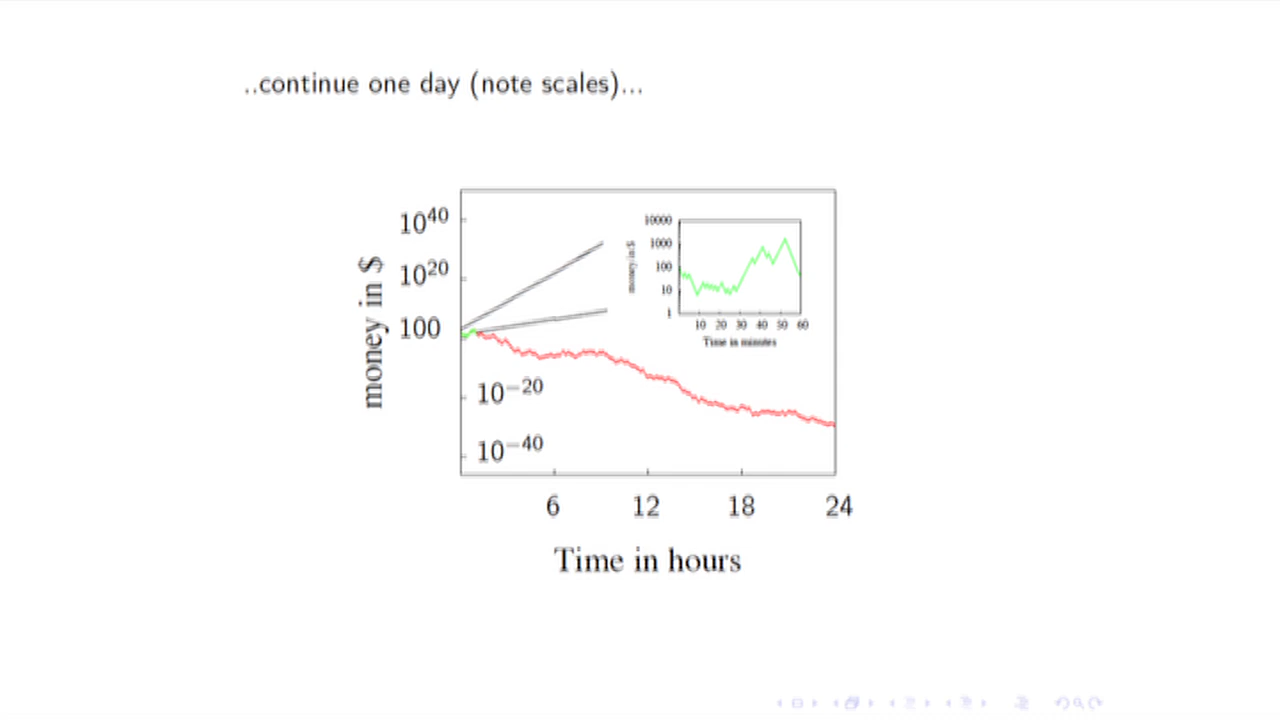 ..continue one day (note scales)...
money in $
10^40
10^20
100
10^−20
10^−40
6 12 18 24
Time in hours
money in $
10000
1000
100
10
1
10 20 30 40 50 60
Time in minutes